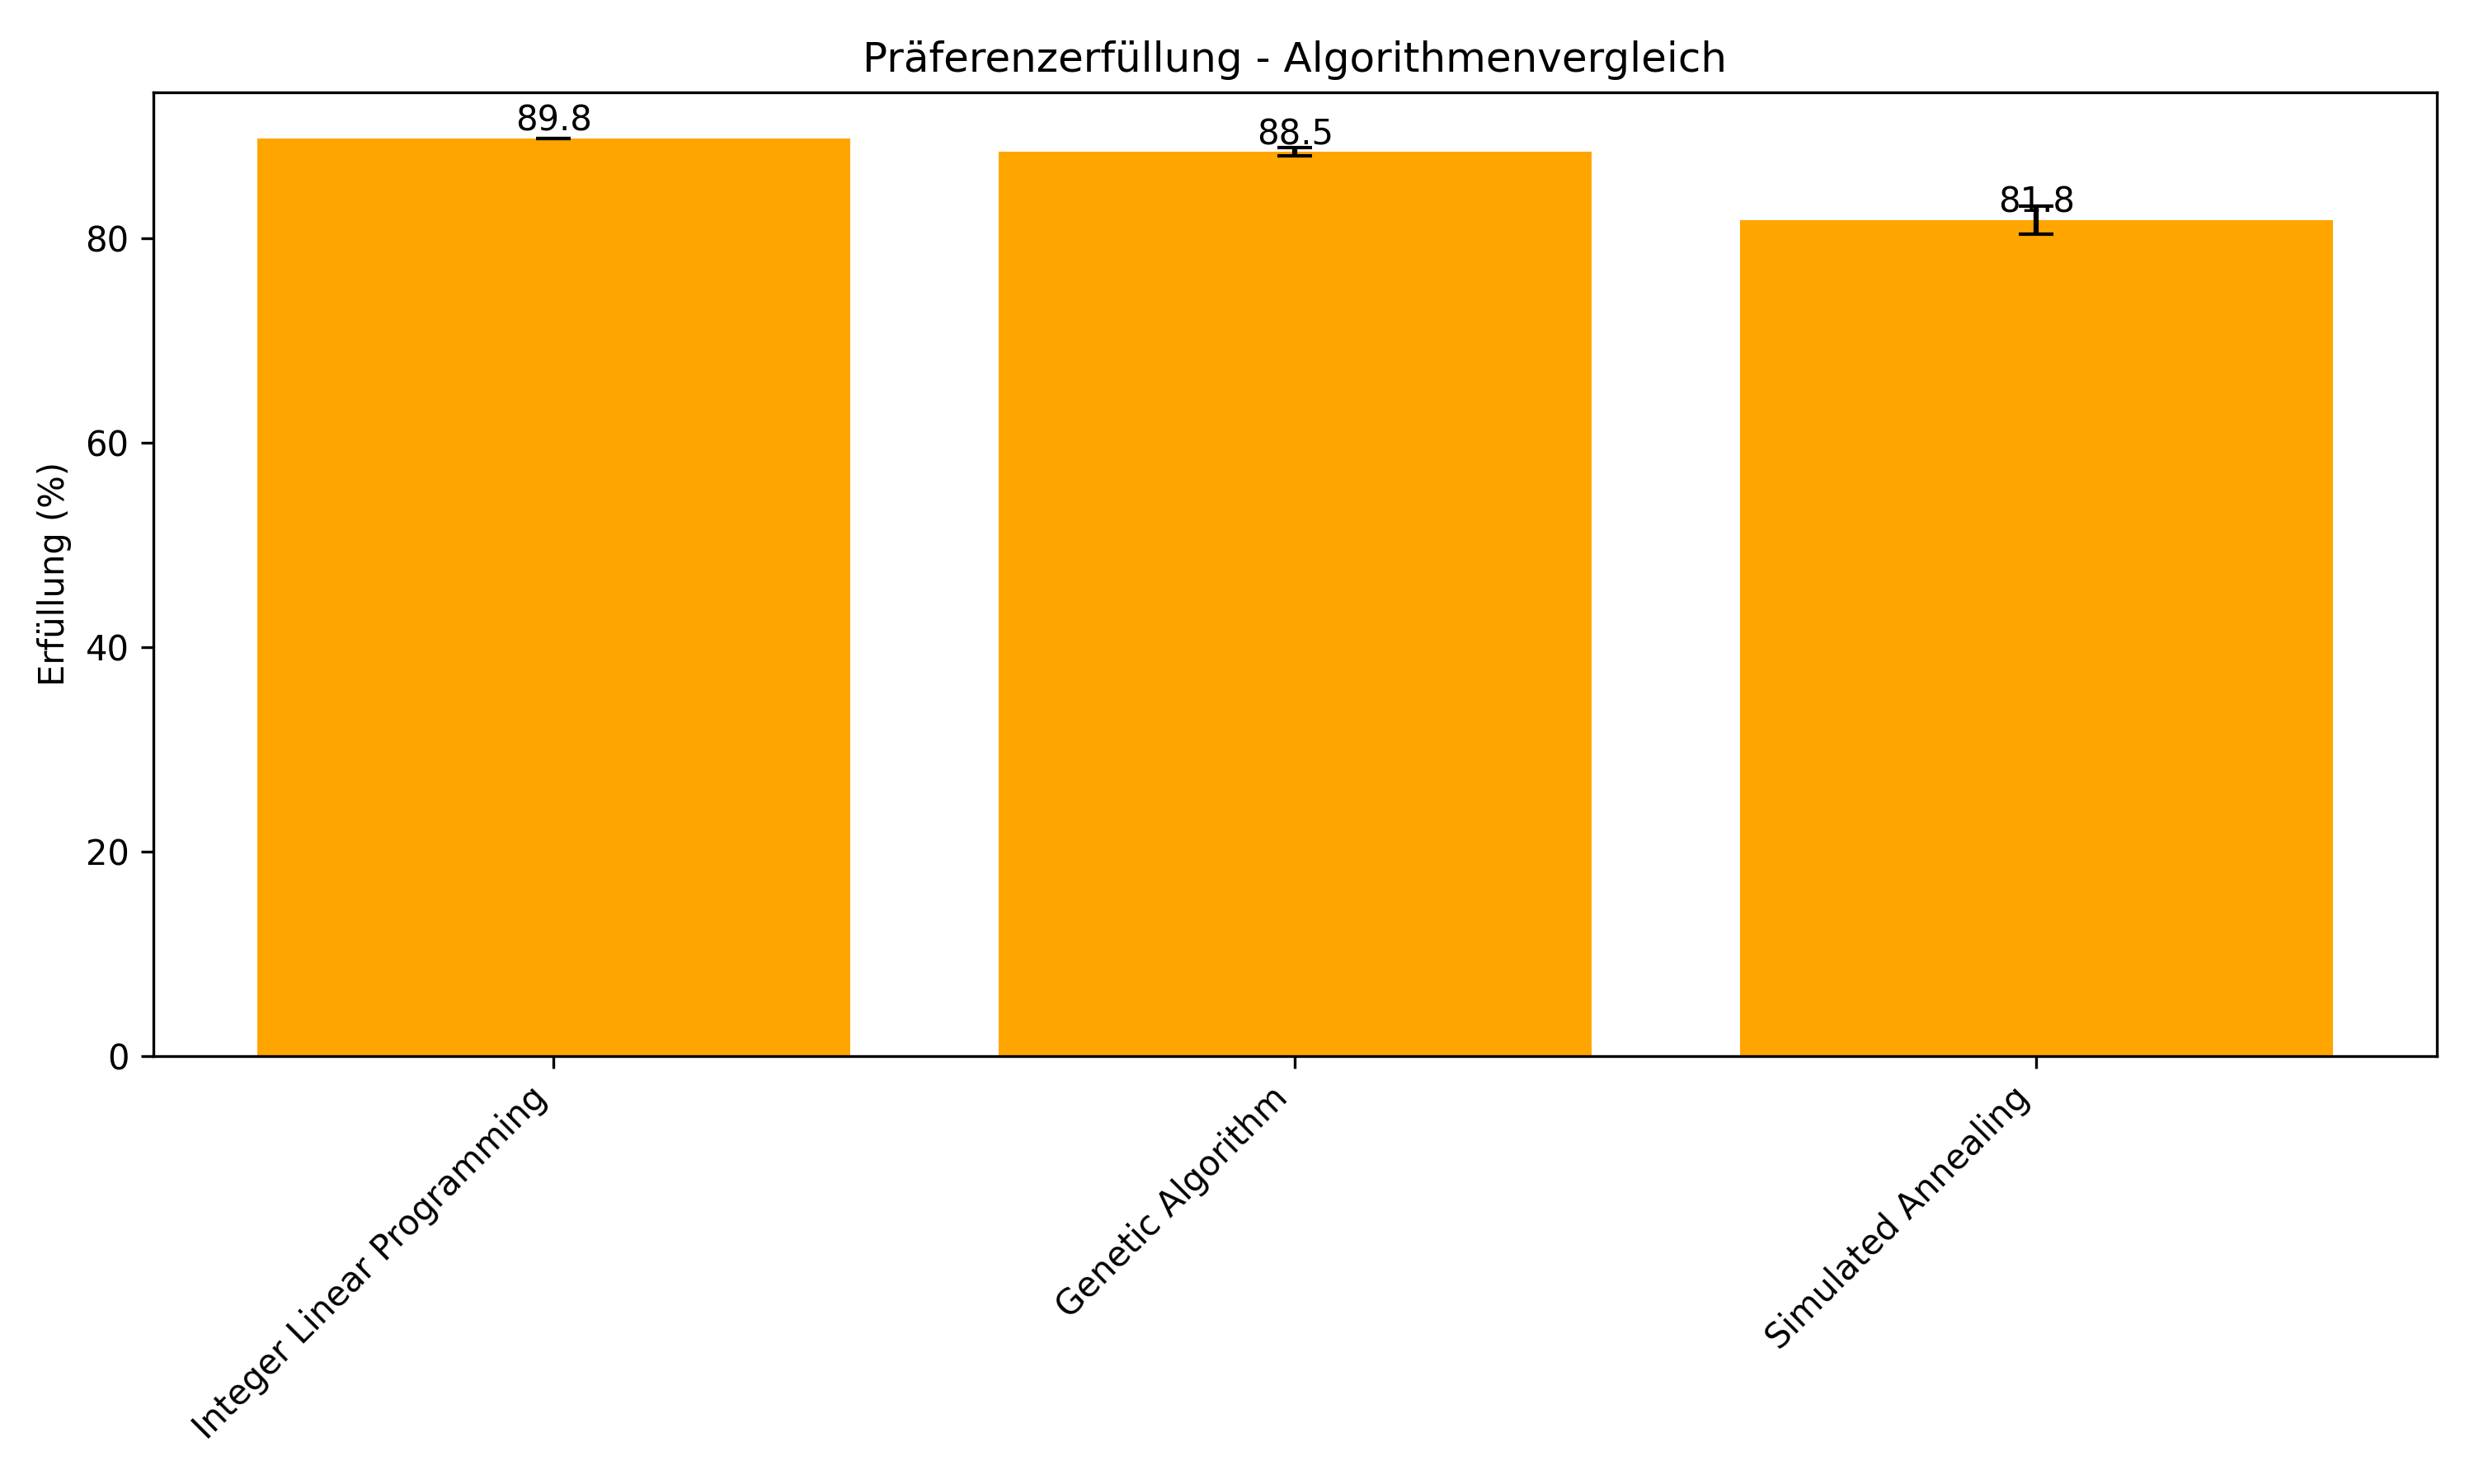 Präferenzerfüllung - Algorithmenvergleich
89.8
88.5
81.8
80
60
40
20
0
Erfüllung (%)
Integer Linear Programming
Genetic Algorithm
Simulated Annealing